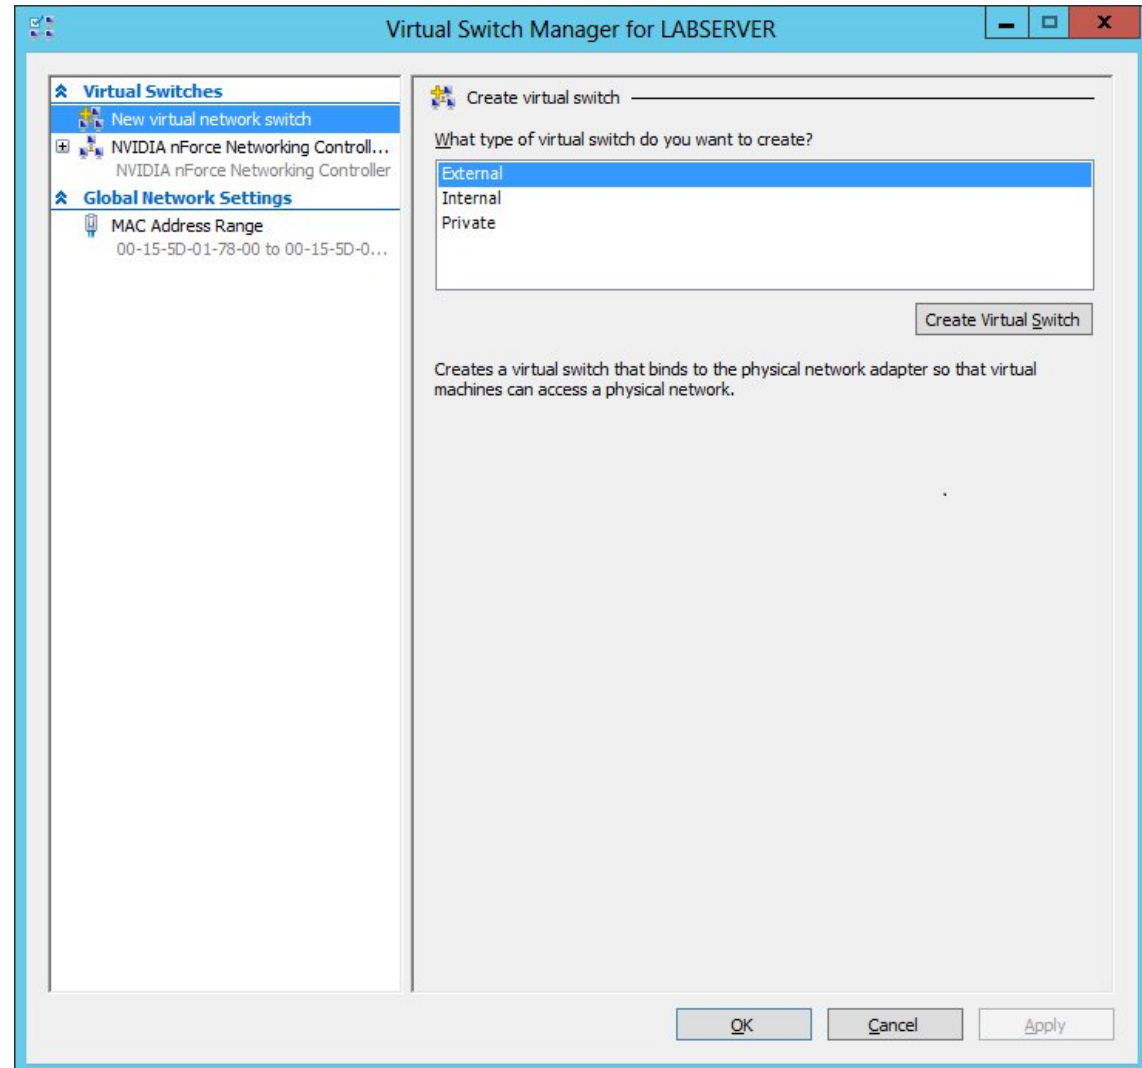 Virtual Switch Manager for LABSERVER
Virtual Switches
New virtual network switch
NVIDIA nForce Networking Controll...
NVIDIA nForce Networking Controller
Global Network Settings
MAC Address Range
00-15-5D-01-78-00 to 00-15-5D-0...
Create virtual switch
What type of virtual switch do you want to create?
External
Internal
Private
Create Virtual Switch
Creates a virtual switch that binds to the physical network adapter so that virtual
machines can access a physical network.
OK
Cancel
Apply